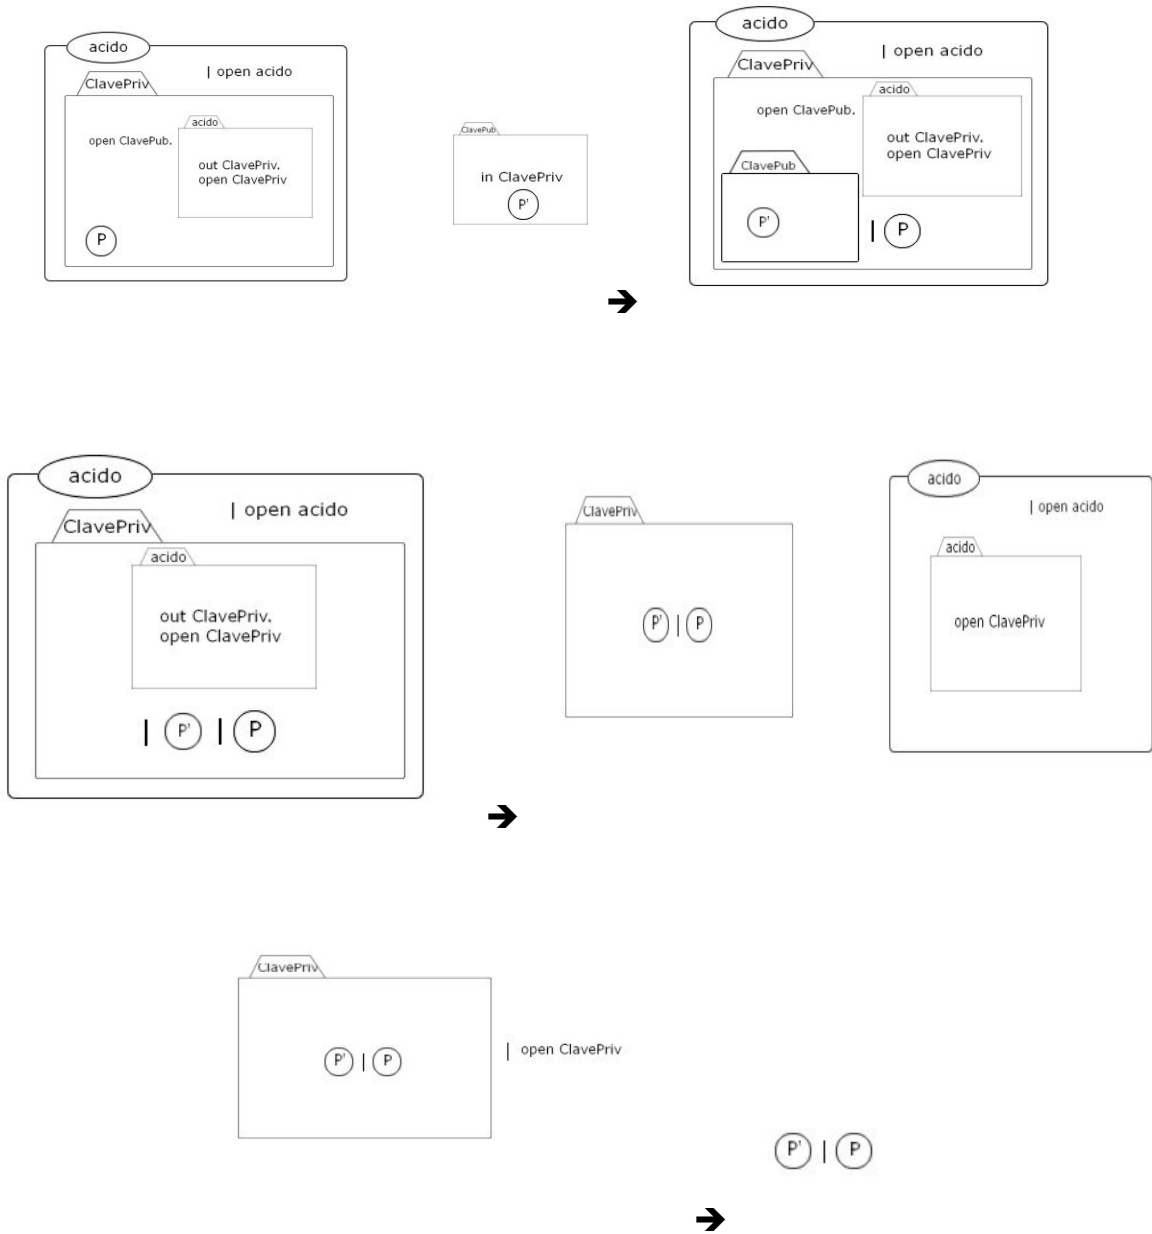 acido
| open acido
ClavePriv
open ClavePub.
acido
out ClavePriv.
open ClavePriv
P
ClavePub
in ClavePriv
P'
➔
acido
| open acido
ClavePriv
open ClavePub.
acido
out ClavePriv.
open ClavePriv
ClavePub
P'
| P
acido
| open acido
ClavePriv
acido
out ClavePriv.
open ClavePriv
| P' | P
➔
ClavePriv
P' | P
acido
| open acido
acido
open ClavePriv
ClavePriv
P' | P
| open ClavePriv
➔
P' | P